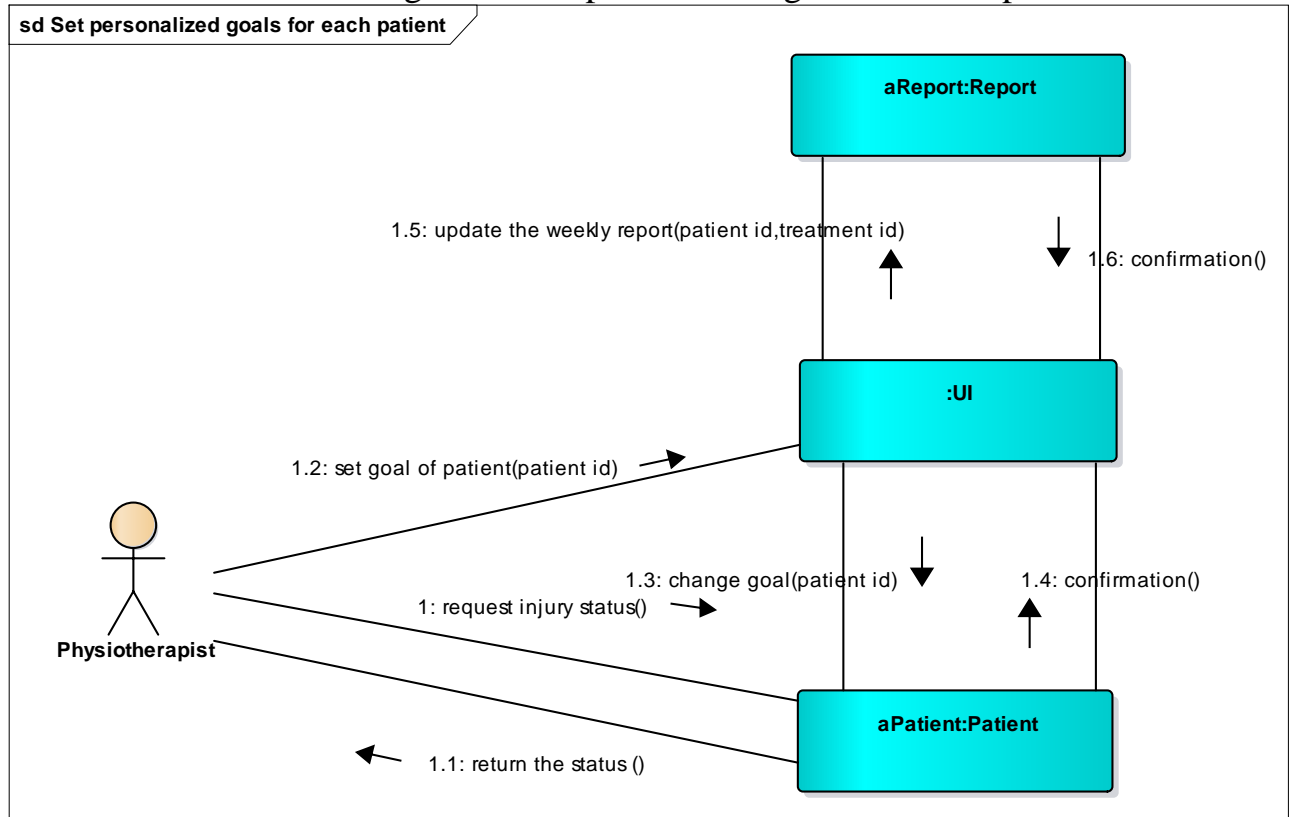 sd Set personalized goals for each patient
aReport:Report
1.5: update the weekly report(patient id,treatment id)
1.6: confirmation()
:UI
1.2: set goal of patient(patient id)
1.3: change goal(patient id)
1.4: confirmation()
1: request injury status()
Physiotherapist
aPatient:Patient
1.1: return the status ()